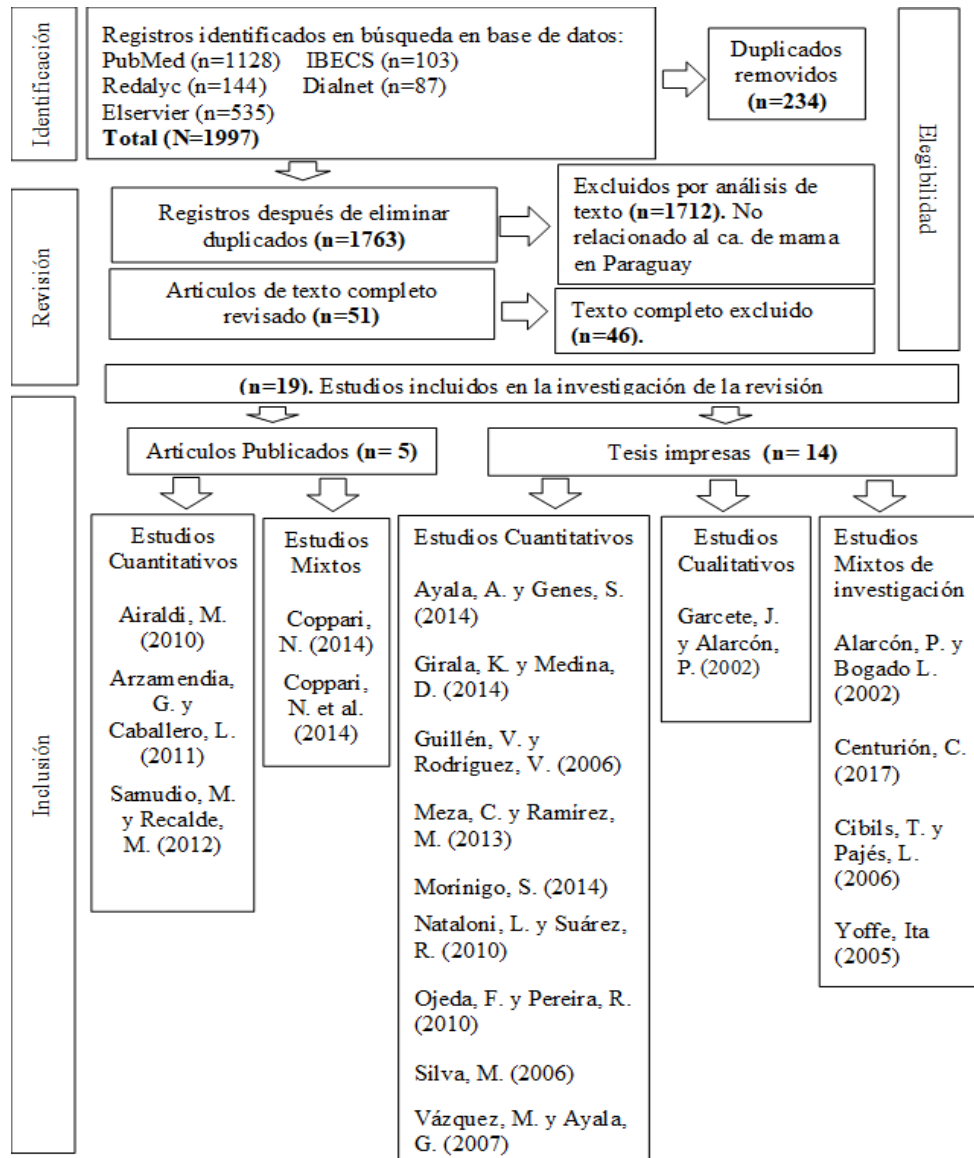 Identificación
Registros identificados en búsqueda en base de datos:
PubMed (n=1128) IBECS (n=103)
Redalyc (n=144) Dialnet (n=87)
Elservier (n=535)
Total (N=1997)
Duplicados
removidos
(n=234)
Elegibilidad
Revisión
Registros después de eliminar
duplicados (n=1763)
Excluidos por análisis de
texto (n=1712). No
relacionado al ca. de mama
en Paraguay
Artículos de texto completo
revisado (n=51)
Texto completo excluido
(n=46).
Inclusión
(n=19). Estudios incluidos en la investigación de la revisión
Artículos Publicados (n= 5)
Tesis impresas (n= 14)
Estudios
Cuantitativos
Airaldi, M.
(2010)
Arzamendia,
G. y
Caballero, L.
(2011)
Samudio, M.
y Recalde,
M. (2012)
Estudios
Mixtos
Coppari,
N. (2014)
Coppari,
N. et al.
(2014)
Estudios Cuantitativos
Ayala, A. y Genes, S.
(2014)
Girala, K. y Medina,
D. (2014)
Guillén, V. y
Rodríguez, V. (2006)
Meza, C. y Ramírez,
M. (2013)
Morínigo, S. (2014)
Nataloni, L. y Suárez,
R. (2010)
Ojeda, F. y Pereira, R.
(2010)
Silva, M. (2006)
Vázquez, M. y Ayala,
G. (2007)
Estudios
Cualitativos
Garcete, J.
y Alarcón,
P. (2002)
Estudios
Mixtos de
investigación
Alarcón, P. y
Bogado L.
(2002)
Centurión, C.
(2017)
Cibils, T. y
Pajés, L.
(2006)
Yoffe, Ita
(2005)